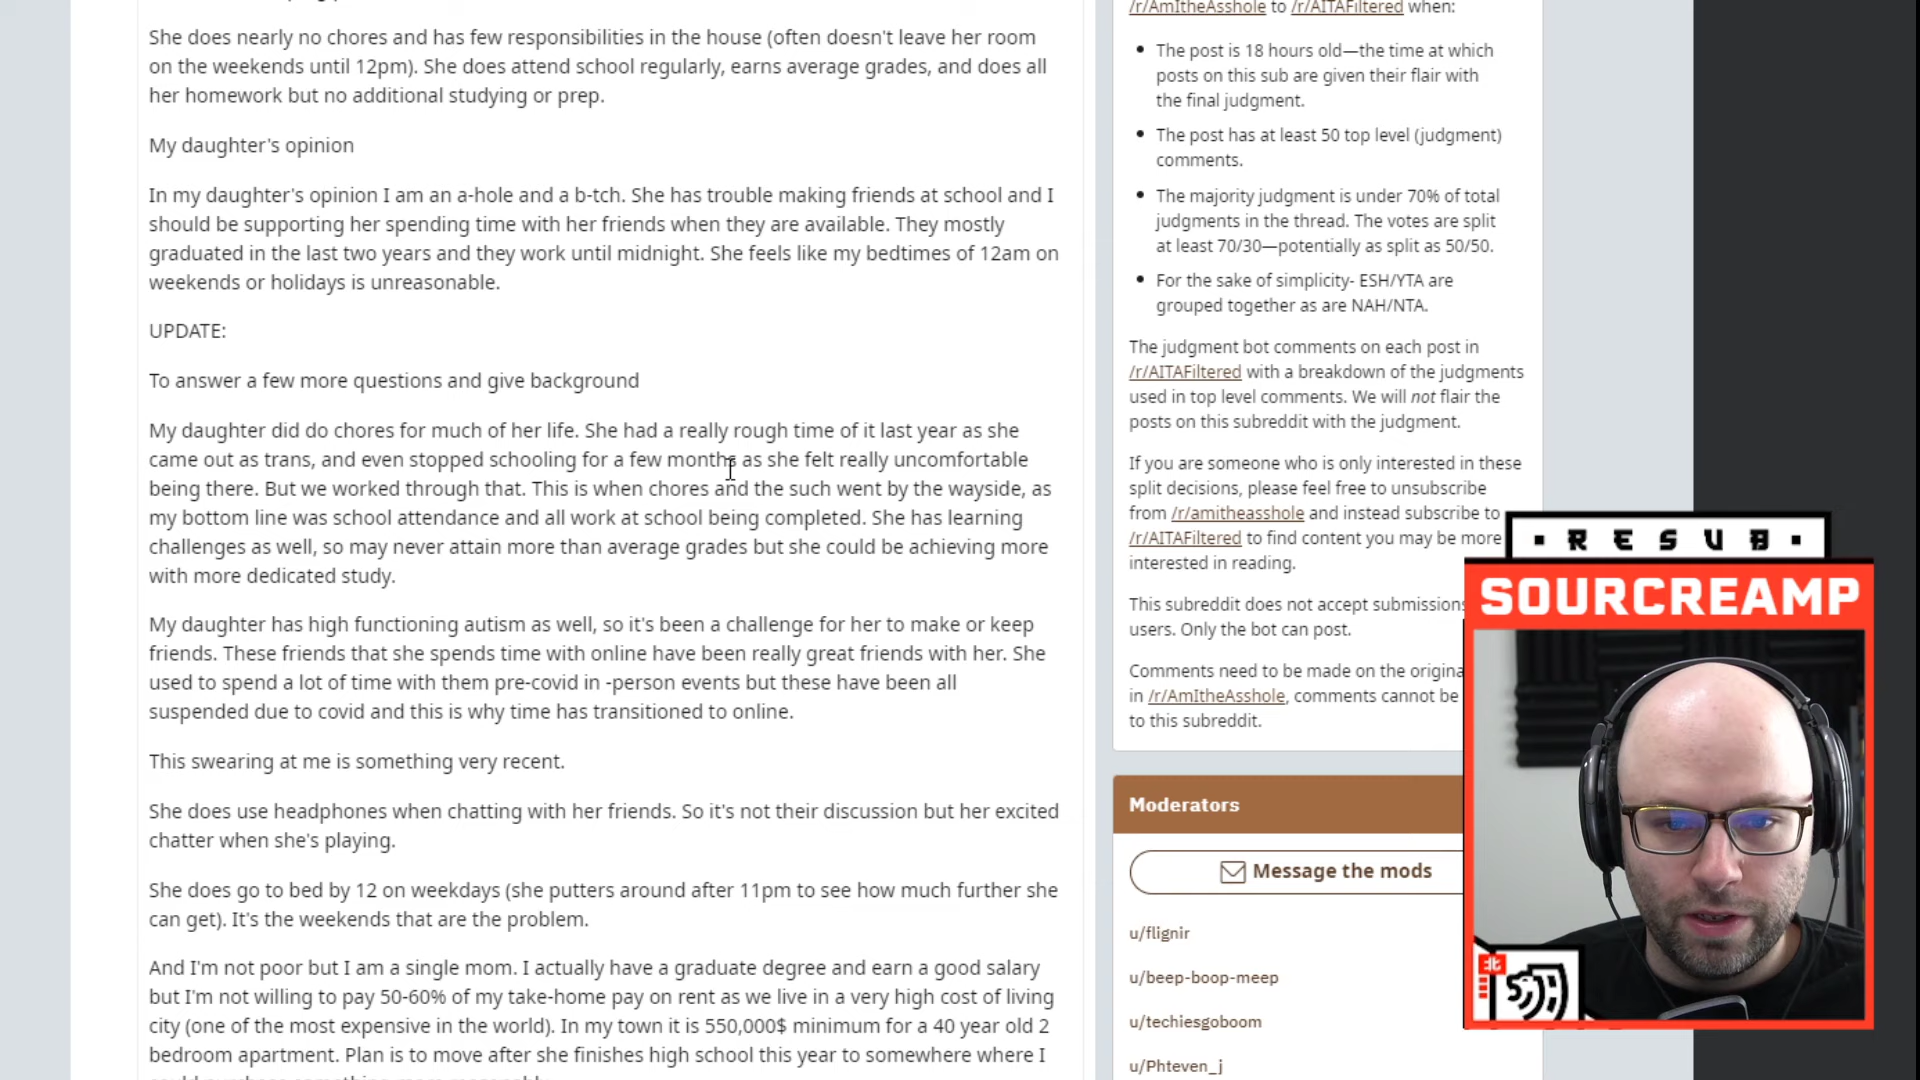 /r/AmItheAsshole to /r/AITAFiltered when:
She does nearly no chores and has few responsibilities in the house (often doesn't leave her room
on the weekends until 12pm). She does attend school regularly, earns average grades, and does all
her homework but no additional studying or prep.
My daughter's opinion
In my daughter's opinion I am an a-hole and a b-tch. She has trouble making friends at school and I
should be supporting her spending time with her friends when they are available. They mostly
graduated in the last two years and they work until midnight. She feels like my bedtimes of 12am on
weekends or holidays is unreasonable.
UPDATE:
To answer a few more questions and give background
My daughter did do chores for much of her life. She had a really rough time of it last year as she
came out as trans, and even stopped schooling for a few months as she felt really uncomfortable
being there. But we worked through that. This is when chores and the such went by the wayside, as
my bottom line was school attendance and all work at school being completed. She has learning
challenges as well, so may never attain more than average grades but she could be achieving more
with more dedicated study.
My daughter has high functioning autism as well, so it's been a challenge for her to make or keep
friends. These friends that she spends time with online have been really great friends with her. She
used to spend a lot of time with them pre-covid in -person events but these have been all
suspended due to covid and this is why time has transitioned to online.
This swearing at me is something very recent.
She does use headphones when chatting with her friends. So it's not their discussion but her excited
chatter when she's playing.
She does go to bed by 12 on weekdays (she putters around after 11pm to see how much further she
can get). It's the weekends that are the problem.
And I'm not poor but I am a single mom. I actually have a graduate degree and earn a good salary
but I'm not willing to pay 50-60% of my take-home pay on rent as we live in a very high cost of living
city (one of the most expensive in the world). In my town it is 550,000$ minimum for a 40 year old 2
bedroom apartment. Plan is to move after she finishes high school this year to somewhere where I
• The post is 18 hours old—the time at which
posts on this sub are given their flair with
the final judgment.
• The post has at least 50 top level (judgment)
comments.
• The majority judgment is under 70% of total
judgments in the thread. The votes are split
at least 70/30—potentially as split as 50/50.
• For the sake of simplicity- ESH/YTA are
grouped together as are NAH/NTA.
The judgment bot comments on each post in
/r/AITAFiltered with a breakdown of the judgments
used in top level comments. We will not flair the
posts on this subreddit with the judgment.
If you are someone who is only interested in these
split decisions, please feel free to unsubscribe
from /r/amitheasshole and instead subscribe to
/r/AITAFiltered to find content you may be more
interested in reading.
This subreddit does not accept submissions
users. Only the bot can post.
Comments need to be made on the origina
in /r/AmItheAsshole, comments cannot be
to this subreddit.
Moderators
Message the mods
u/flignir
u/beep-boop-meep
u/techiesgoboom
u/Phteven_j
• RESUB •
SOURCREAMP